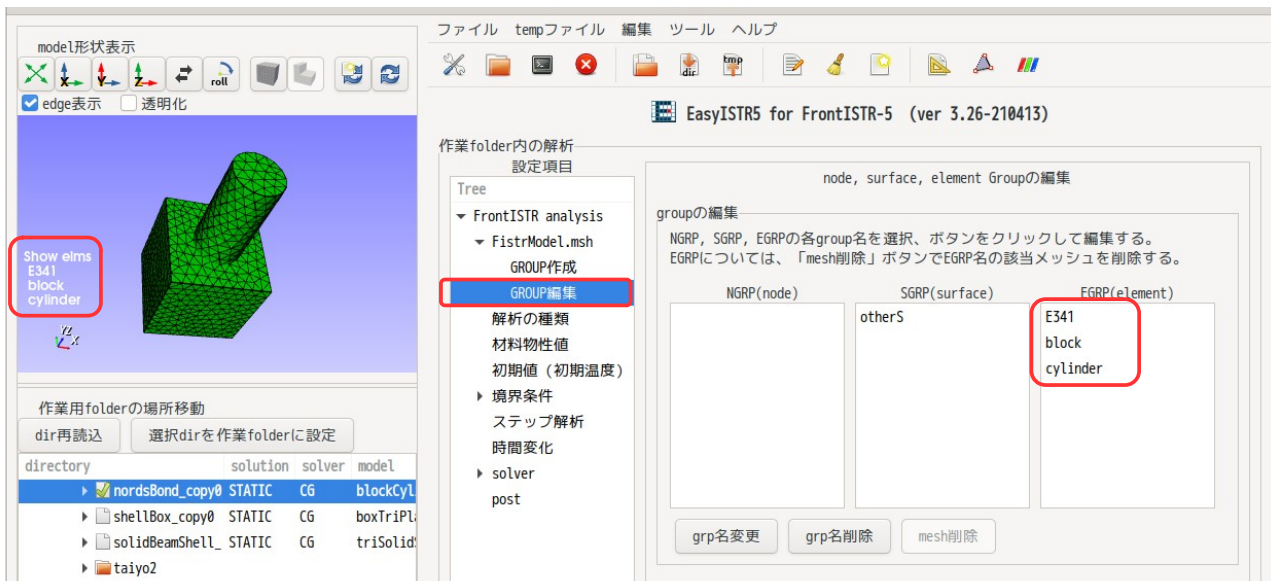 model形状表示
roll
edge表示 透明化
Show elms
E341
block
cylinder
YZ
X
作業用folderの場所移動
dir再読込 選択dirを作業folderに設定
directory solution solver model
nordsBond_copy0 STATIC CG blockCyl
shellBox_copy0 STATIC CG boxTriPl
solidBeamShell_ STATIC CG triSolid
taiyo2
ファイル tempファイル 編集 ツール ヘルプ
dir tmp
EasyISTR5 for FrontISTR-5 (ver 3.26-210413)
作業folder内の解析
設定項目
Tree
FrontISTR analysis
FistrModel.msh
GROUP作成
GROUP編集
解析の種類
材料物性値
初期値(初期温度)
境界条件
ステップ解析
時間変化
solver
post
node, surface, element Groupの編集
groupの編集
NGRP, SGRP, EGRPの各group名を選択、ボタンをクリックして編集する。
EGRPについては、「mesh削除」ボタンでEGRP名の該当メッシュを削除する。
NGRP(node) SGRP(surface) EGRP(element)
otherS E341
block
cylinder
grp名変更 grp名削除 mesh削除